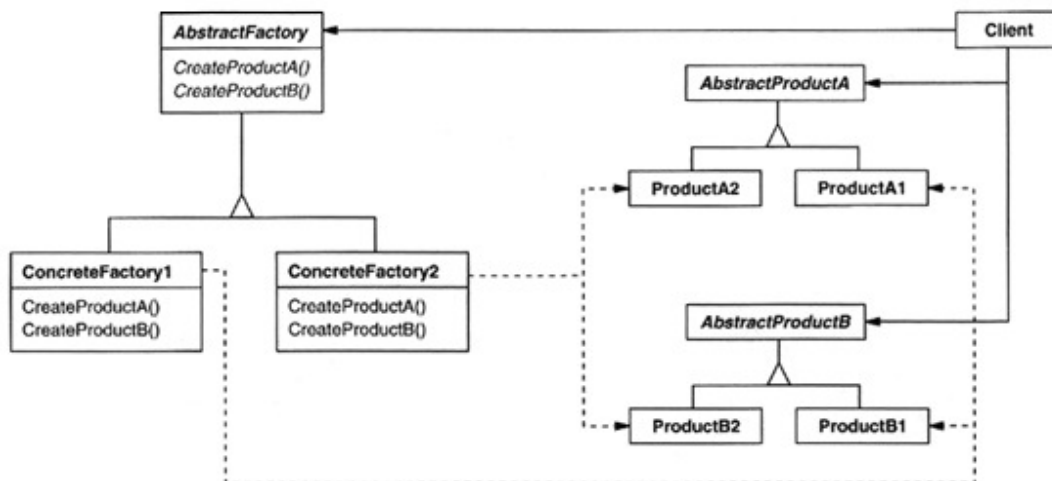 AbstractFactory
CreateProductA()
CreateProductB()
Client
AbstractProductA
ProductA2
ProductA1
ConcreteFactory1
CreateProductA()
CreateProductB()
ConcreteFactory2
CreateProductA()
CreateProductB()
AbstractProductB
ProductB2
ProductB1